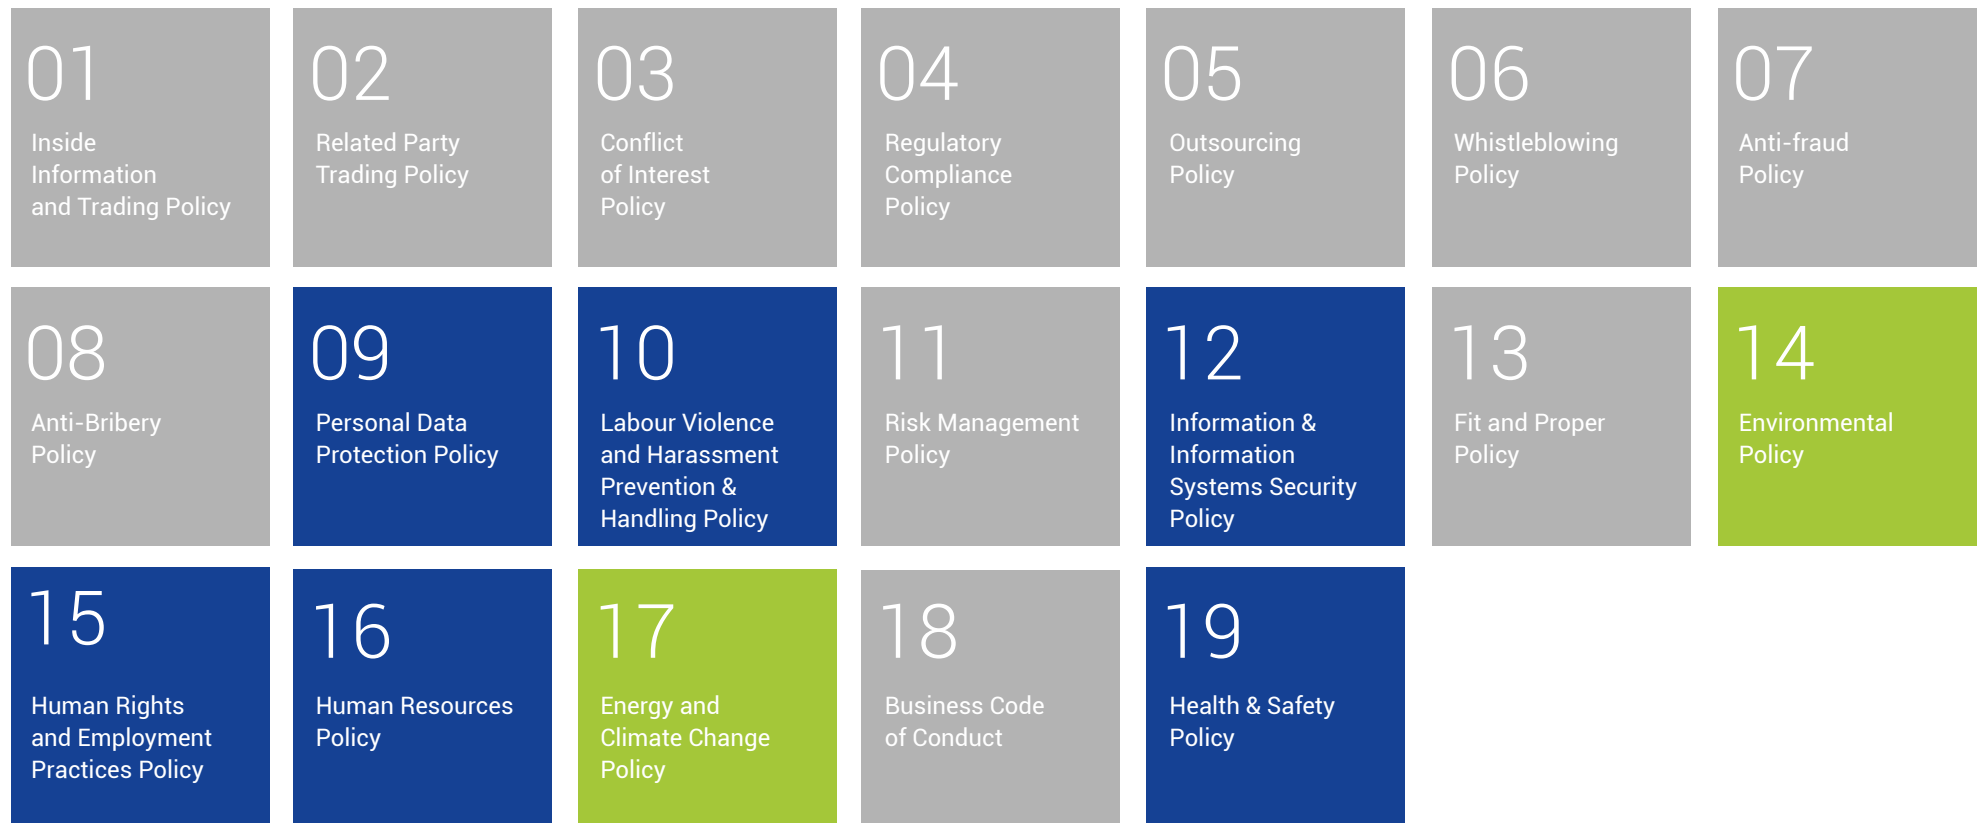 01
Inside
Information
and Trading Policy
02
Related Party
Trading Policy
03
Conflict
of Interest
Policy
04
Regulatory
Compliance
Policy
05
Outsourcing
Policy
06
Whistleblowing
Policy
07
Anti-fraud
Policy
08
Anti-Bribery
Policy
09
Personal Data
Protection Policy
10
Labour Violence
and Harassment
Prevention &
Handling Policy
11
Risk Management
Policy
12
Information &
Information
Systems Security
Policy
13
Fit and Proper
Policy
14
Environmental
Policy
15
Human Rights
and Employment
Practices Policy
16
Human Resources
Policy
17
Energy and
Climate Change
Policy
18
Business Code
of Conduct
19
Health & Safety
Policy